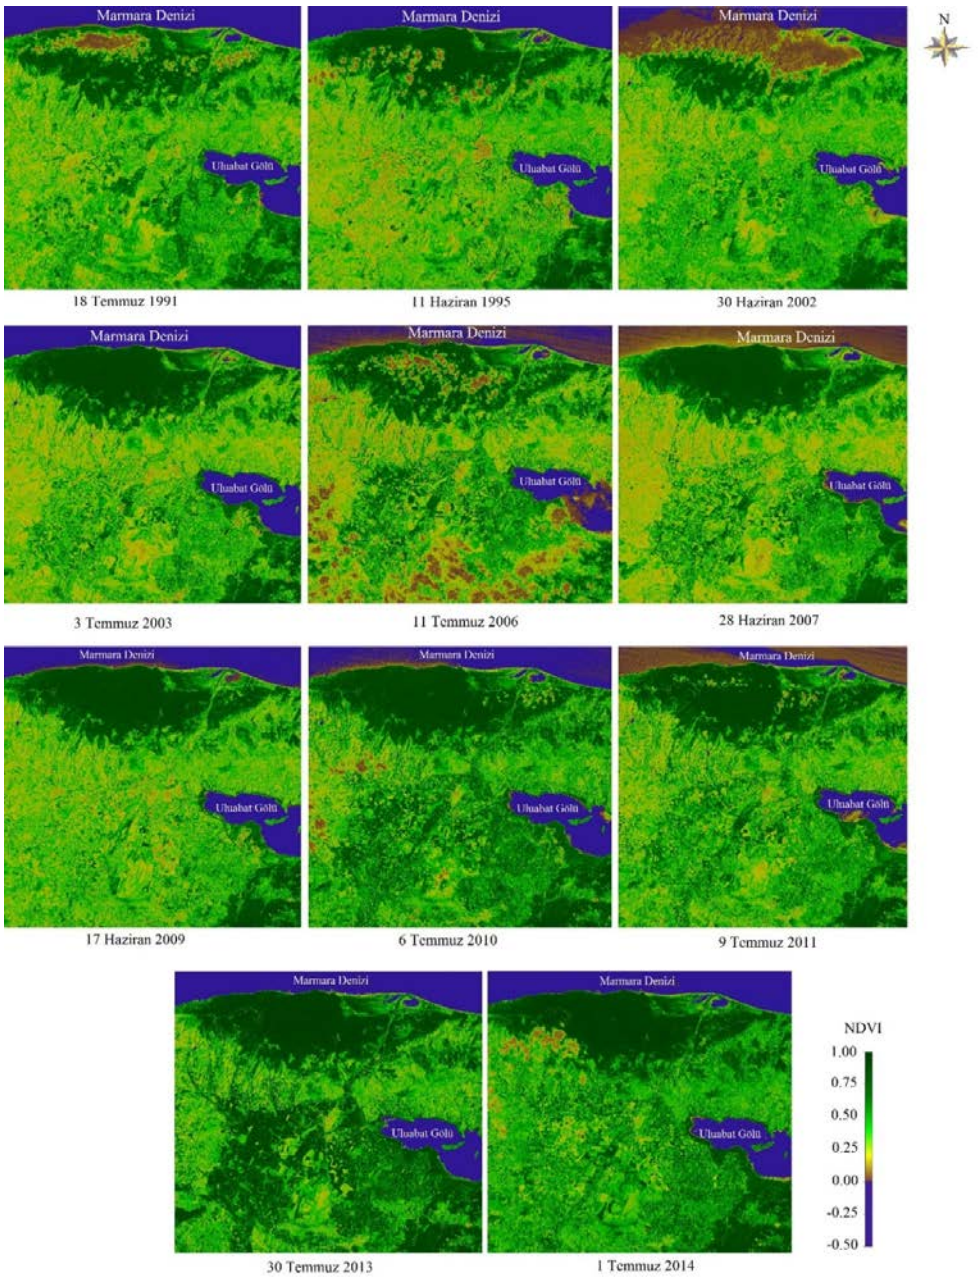 Marmara Denizi
Marmara Denizi
Marmara Denizi
N
Uluabat Gölü
Uluabat Gölü
Uluabat Gölü
18 Temmuz 1991
11 Haziran 1995
30 Haziran 2002
Marmara Denizi
Marmara Denizi
Marmara Denizi
Uluabat Gölü
Uluabat Gölü
Uluabat Gölü
3 Temmuz 2003
11 Temmuz 2006
28 Haziran 2007
Marmara Denizi
Marmara Denizi
Marmara Denizi
Uluabat Gölü
Uluabat Gölü
Uluabat Gölü
17 Haziran 2009
6 Temmuz 2010
9 Temmuz 2011
Marmara Denizi
Marmara Denizi
Uluabat Gölü
Uluabat Gölü
30 Temmuz 2013
1 Temmuz 2014
NDVI
1.00
0.75
0.50
0.25
0.00
-0.25
-0.50